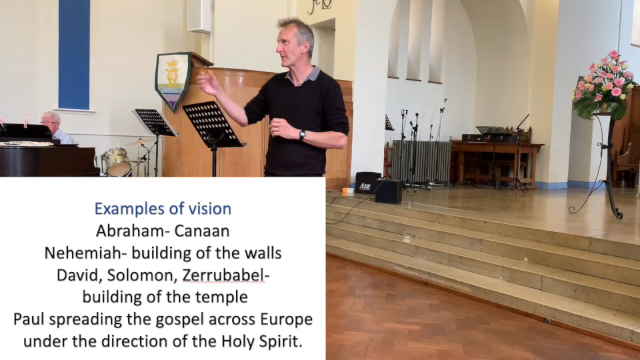 Examples of vision
Abraham- Canaan
Nehemiah- building of the walls
David, Solomon, Zerrubabel-
building of the temple
Paul spreading the gospel across Europe
under the direction of the Holy Spirit.